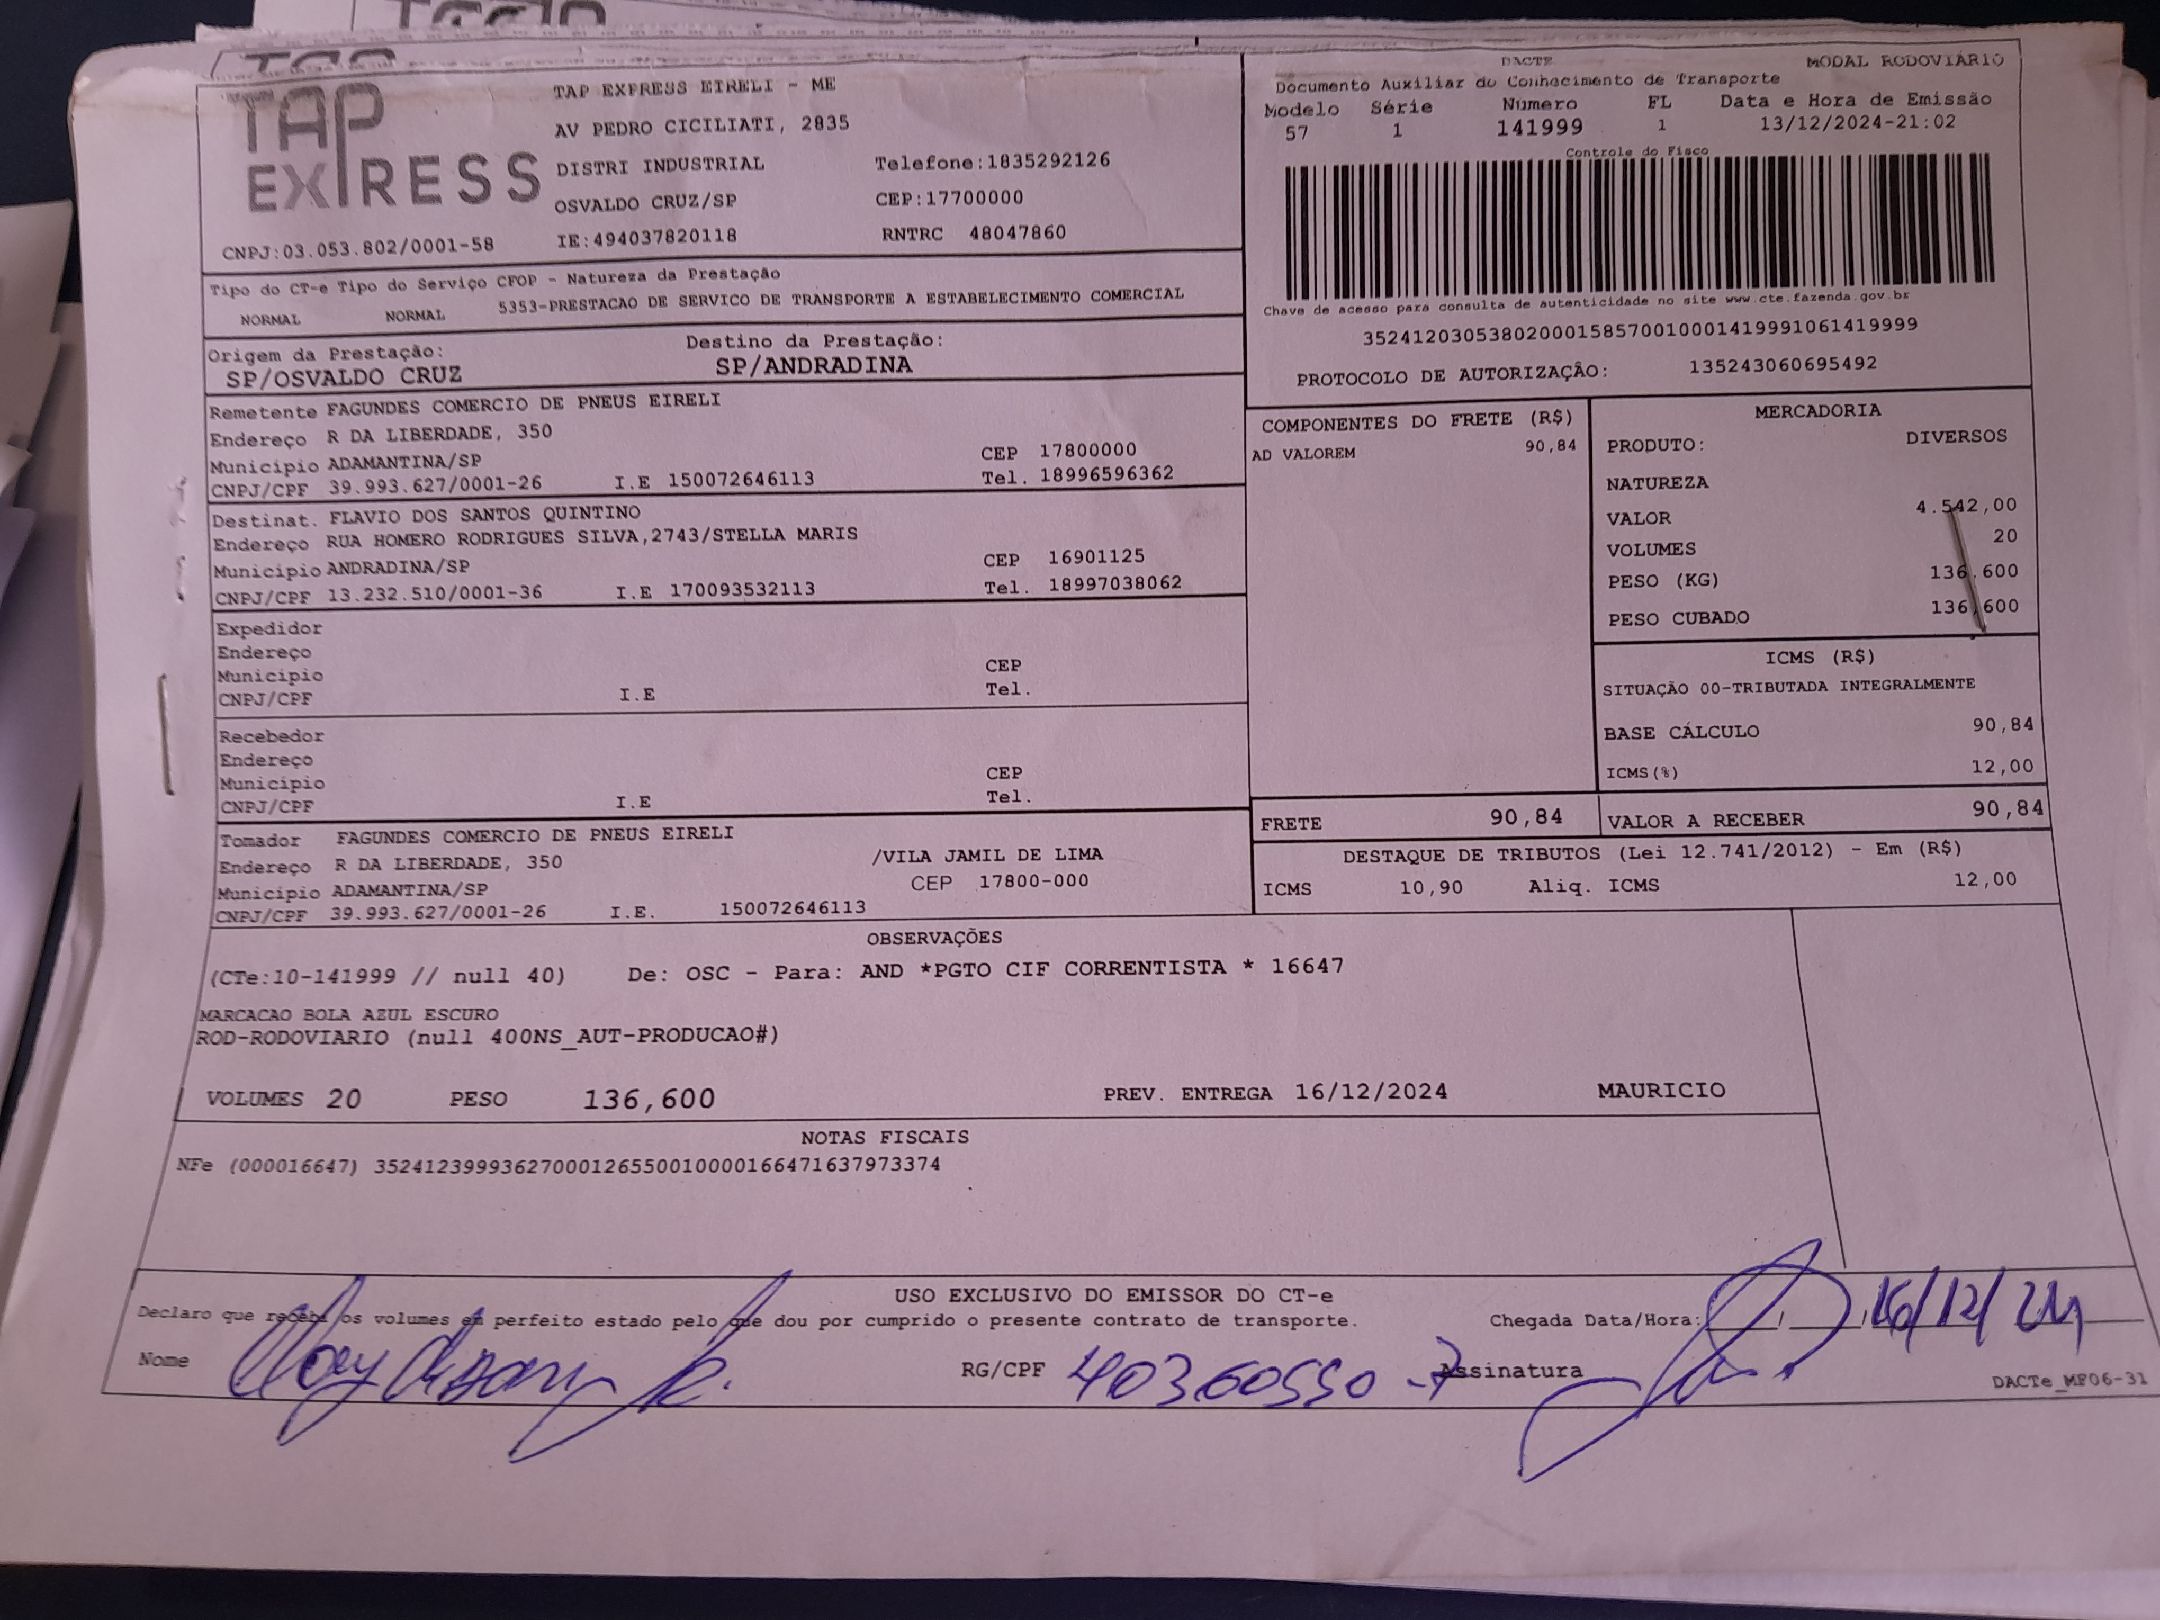 TAP
EXPRESS
TAP EXPRESS EIRELI - ME
AV PEDRO CICILIATI, 2835
DISTRI INDUSTRIAL Telefone:1835292126
OSVALDO CRUZ/SP CEP:17700000
CNPJ:03.053.802/0001-58 IE:494037820118 RNTRC 48047860
DACTE MODAL RODOVIÁRIO
Documento Auxiliar do Conhecimento de Transporte
Modelo Série Número FL Data e Hora de Emissão
57 1 141999 1 13/12/2024-21:02
Controle do Fisco
Chave de acesso para consulta de autenticidade no site www.cte.fazenda.gov.br
35241203053802000158570010001419991061419999
PROTOCOLO DE AUTORIZAÇÃO: 135243060695492
Tipo do CT-e Tipo do Serviço CFOP - Natureza da Prestação
NORMAL NORMAL 5353-PRESTACAO DE SERVICO DE TRANSPORTE A ESTABELECIMENTO COMERCIAL
Origem da Prestação: Destino da Prestação:
SP/OSVALDO CRUZ SP/ANDRADINA
Remetente FAGUNDES COMERCIO DE PNEUS EIRELI
Endereço R DA LIBERDADE, 350
Município ADAMANTINA/SP CEP 17800000
CNPJ/CPF 39.993.627/0001-26 I.E 150072646113 Tel. 18996596362
Destinat. FLAVIO DOS SANTOS QUINTINO
Endereço RUA HOMERO RODRIGUES SILVA,2743/STELLA MARIS
Município ANDRADINA/SP CEP 16901125
CNPJ/CPF 13.232.510/0001-36 I.E 170093532113 Tel. 18997038062
Expedidor
Endereço
Município CEP
CNPJ/CPF I.E Tel.
Recebedor
Endereço
Município CEP
CNPJ/CPF I.E Tel.
Tomador FAGUNDES COMERCIO DE PNEUS EIRELI
Endereço R DA LIBERDADE, 350 /VILA JAMIL DE LIMA
Município ADAMANTINA/SP CEP 17800-000
CNPJ/CPF 39.993.627/0001-26 I.E. 150072646113
COMPONENTES DO FRETE (R$)
AD VALOREM 90,84
MERCADORIA
PRODUTO: DIVERSOS
NATUREZA
VALOR 4.542,00
VOLUMES 20
PESO (KG) 136,600
PESO CUBADO 136,600
ICMS (R$)
SITUAÇÃO 00-TRIBUTADA INTEGRALMENTE
BASE CÁLCULO 90,84
ICMS(%) 12,00
FRETE 90,84 VALOR A RECEBER 90,84
DESTAQUE DE TRIBUTOS (Lei 12.741/2012) - Em (R$)
ICMS 10,90 Aliq. ICMS 12,00
OBSERVAÇÕES
(CTe:10-141999 // null 40) De: OSC - Para: AND *PGTO CIF CORRENTISTA * 16647
MARCACAO BOLA AZUL ESCURO
ROD-RODOVIARIO (null 400NS_AUT-PRODUCAO#)
VOLUMES 20 PESO 136,600 PREV. ENTREGA 16/12/2024 MAURICIO
NOTAS FISCAIS
NFe (000016647) 35241239993627000126550010000166471637973374
USO EXCLUSIVO DO EMISSOR DO CT-e
Declaro que recebi os volumes em perfeito estado pelo que dou por cumprido o presente contrato de transporte. Chegada Data/Hora: 16/12/24
Nome RG/CPF 40360550-7 Assinatura
DACTe_MF06-31